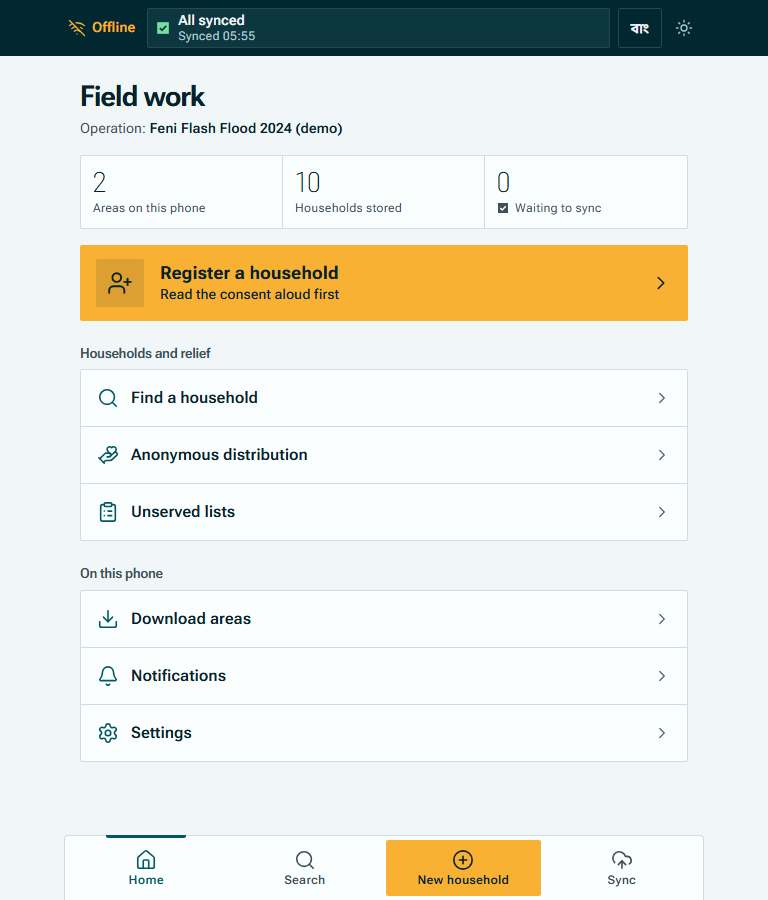 Offline
All synced
Synced 05:55
বাং
Field work
Operation: Feni Flash Flood 2024 (demo)
2
Areas on this phone
10
Households stored
0
Waiting to sync
Register a household
Read the consent aloud first
Households and relief
Find a household
Anonymous distribution
Unserved lists
On this phone
Download areas
Notifications
Settings
Home
Search
New household
Sync